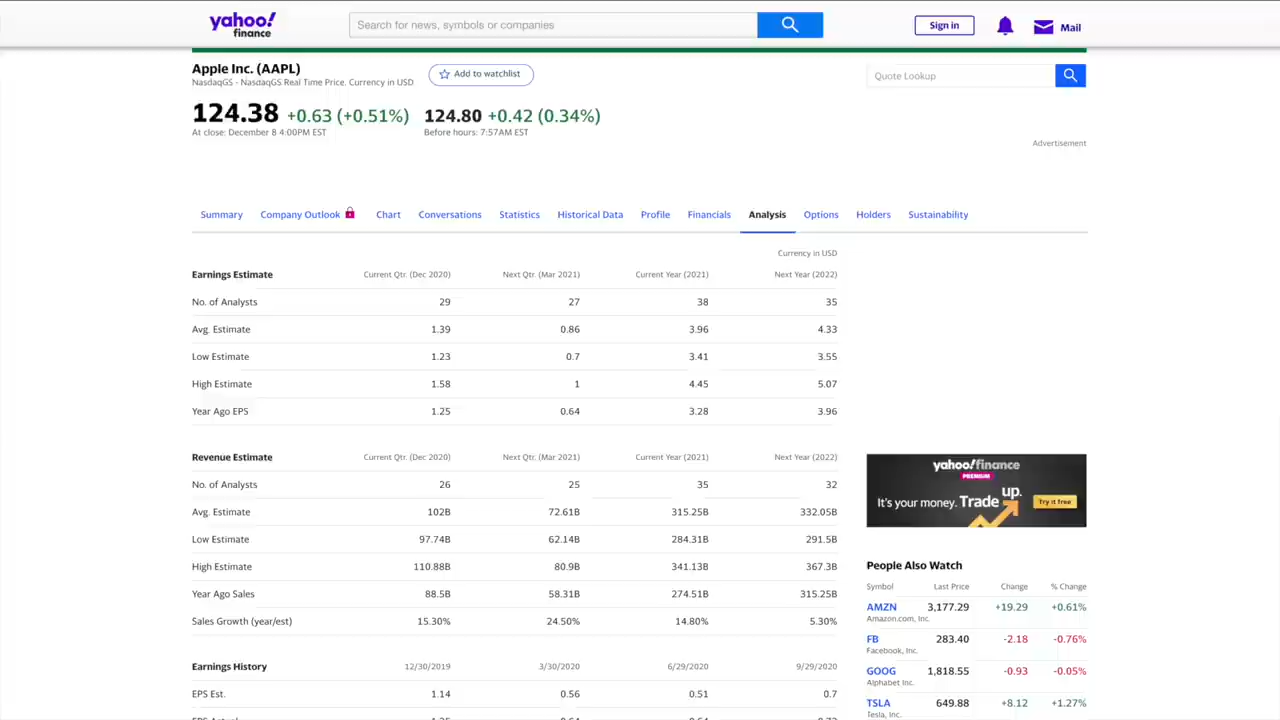 yahoo!
finance
Search for news, symbols or companies
Sign in
Mail
Apple Inc. (AAPL)
NasdaqGS - NasdaqGS Real Time Price. Currency in USD
Add to watchlist
Quote Lookup
124.38 +0.63 (+0.51%) 124.80 +0.42 (0.34%)
At close: December 8 4:00PM EST Before hours: 7:57AM EST
Advertisement
Summary Company Outlook Chart Conversations Statistics Historical Data Profile Financials Analysis Options Holders Sustainability
Currency in USD
Earnings Estimate Current Qtr. (Dec 2020) Next Qtr. (Mar 2021) Current Year (2021) Next Year (2022)
No. of Analysts 29 27 38 35
Avg. Estimate 1.39 0.86 3.96 4.33
Low Estimate 1.23 0.7 3.41 3.55
High Estimate 1.58 1 4.45 5.07
Year Ago EPS 1.25 0.64 3.28 3.96
Revenue Estimate Current Qtr. (Dec 2020) Next Qtr. (Mar 2021) Current Year (2021) Next Year (2022)
No. of Analysts 26 25 35 32
Avg. Estimate 102B 72.61B 315.25B 332.05B
Low Estimate 97.74B 62.14B 284.31B 291.5B
High Estimate 110.88B 80.9B 341.13B 367.3B
Year Ago Sales 88.5B 58.31B 274.51B 315.25B
Sales Growth (year/est) 15.30% 24.50% 14.80% 5.30%
Earnings History 12/30/2019 3/30/2020 6/29/2020 9/29/2020
EPS Est. 1.14 0.56 0.51 0.7
yahoo!finance
PREMIUM
It's your money. Trade up.
Try it free
People Also Watch
Symbol Last Price Change % Change
AMZN 3,177.29 +19.29 +0.61%
Amazon.com, Inc.
FB 283.40 -2.18 -0.76%
Facebook, Inc.
GOOG 1,818.55 -0.93 -0.05%
Alphabet Inc.
TSLA 649.88 +8.12 +1.27%
Tesla, Inc.